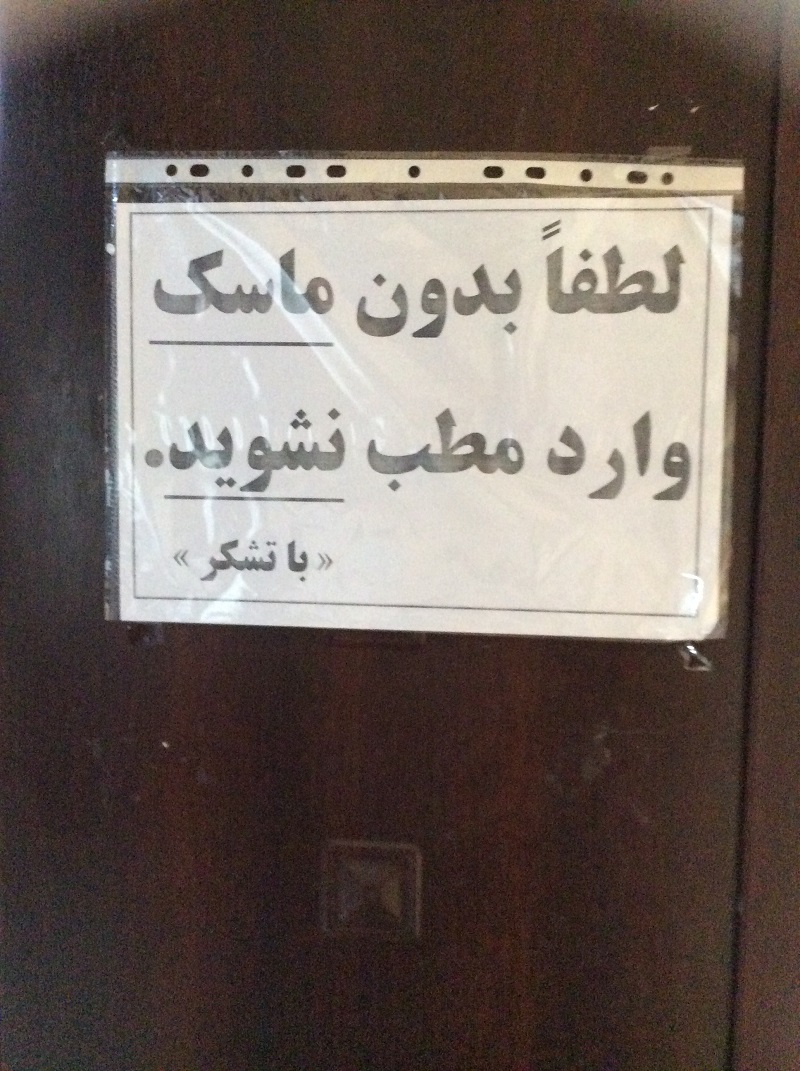 لطفاً بدون ماسک
وارد مطب نشوید.
« با تشکر »